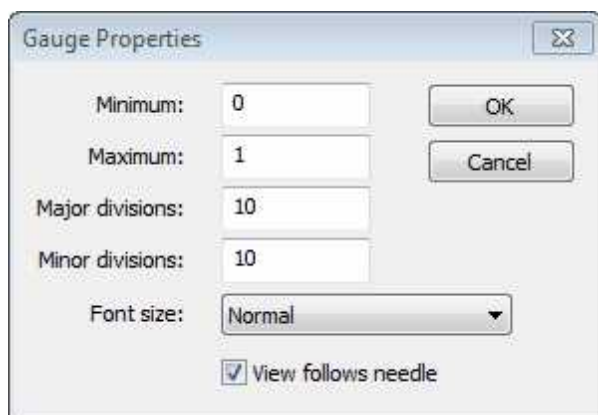 Gauge Properties
Minimum: 0 OK
Maximum: 1 Cancel
Major divisions: 10
Minor divisions: 10
Font size: Normal
View follows needle